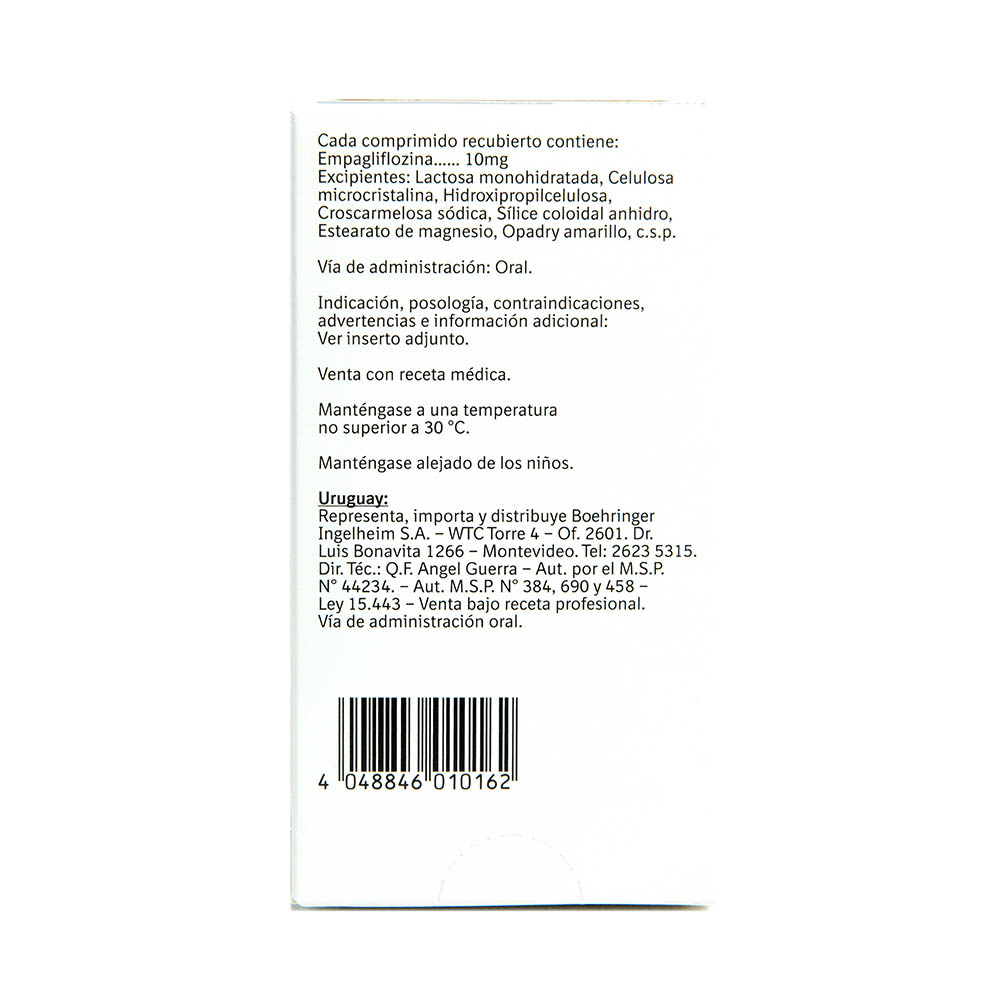 Cada comprimido recubierto contiene:
Empagliflozina...... 10mg
Excipientes: Lactosa monohidratada, Celulosa
microcristalina, Hidroxipropilcelulosa,
Croscarmelosa sódica, Sílice coloidal anhidro,
Estearato de magnesio, Opadry amarillo, c.s.p.
Vía de administración: Oral.
Indicación, posología, contraindicaciones,
advertencias e información adicional:
Ver inserto adjunto.
Venta con receta médica.
Manténgase a una temperatura
no superior a 30 °C.
Manténgase alejado de los niños.
Uruguay:
Representa, importa y distribuye Boehringer
Ingelheim S.A. – WTC Torre 4 – Of. 2601. Dr.
Luis Bonavita 1266 – Montevideo. Tel: 2623 5315.
Dir. Téc.: Q.F. Angel Guerra – Aut. por el M.S.P.
N° 44234. – Aut. M.S.P. N° 384, 690 y 458 –
Ley 15.443 – Venta bajo receta profesional.
Vía de administración oral.
4 048846 010162